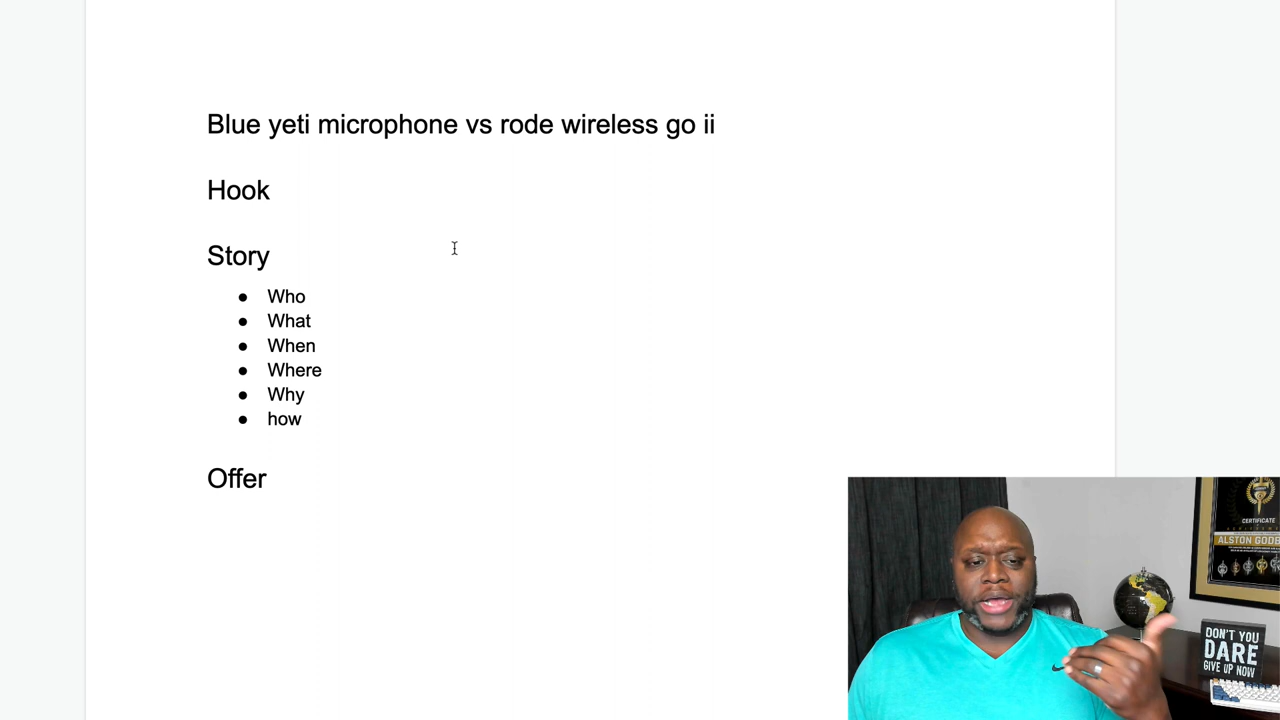 Blue yeti microphone vs rode wireless go ii
Hook
Story
● Who
● What
● When
● Where
● Why
● how
Offer
CERTIFICATE
ALSTON GODB
DON'T YOU
DARE
GIVE UP NOW